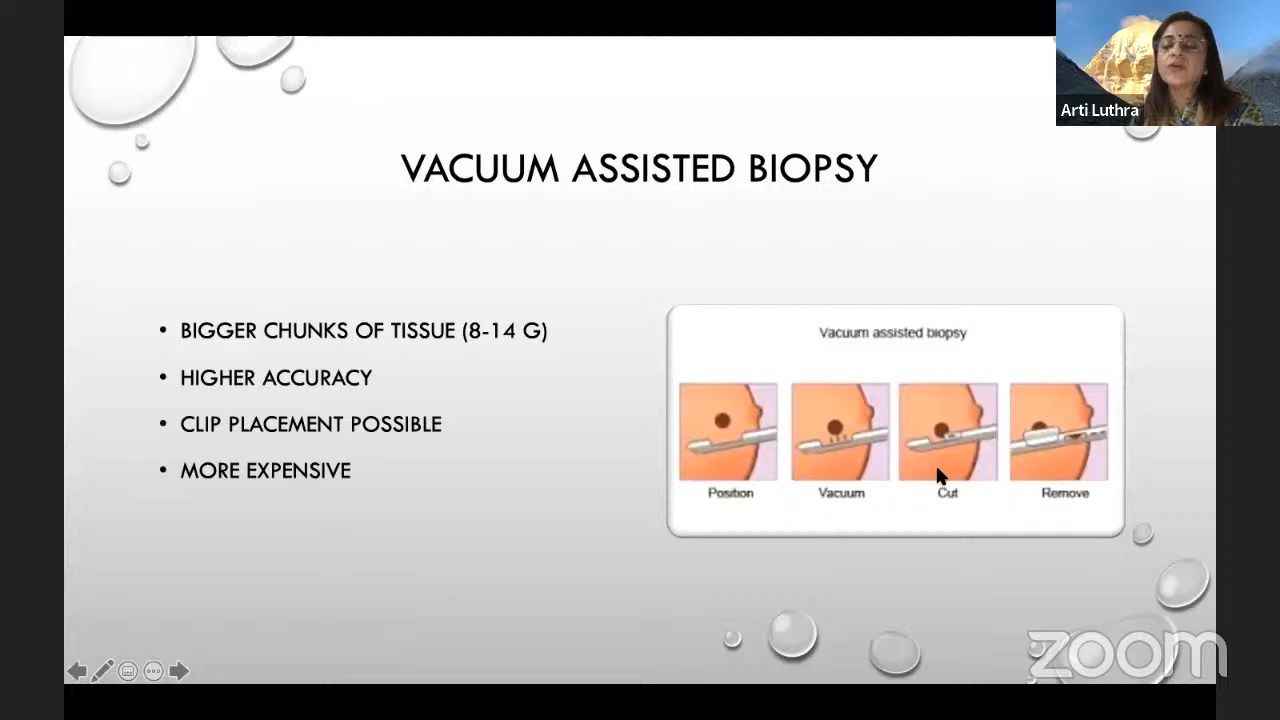 Arti Luthra
VACUUM ASSISTED BIOPSY
• BIGGER CHUNKS OF TISSUE (8-14 G)
• HIGHER ACCURACY
• CLIP PLACEMENT POSSIBLE
• MORE EXPENSIVE
Vacuum assisted biopsy
Position Vacuum Cut Remove
zoom